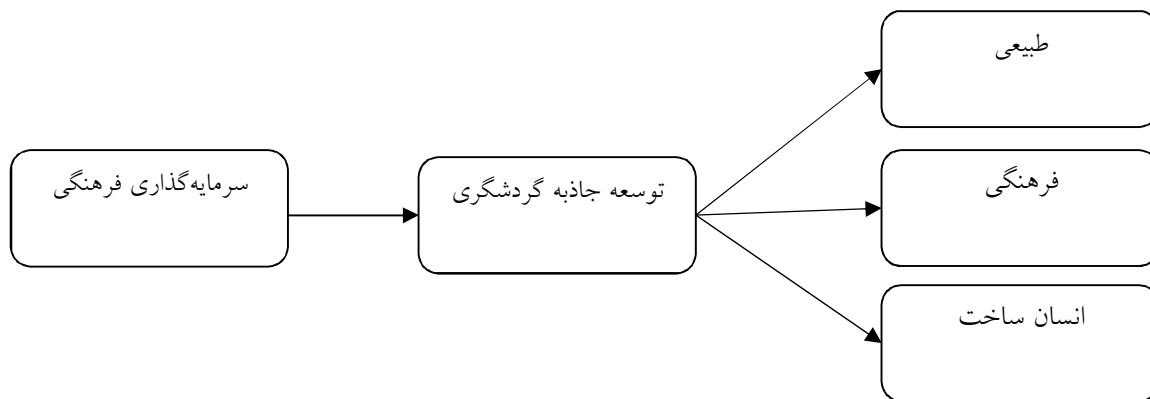 طبیعی
سرمایه‌گذاری فرهنگی
توسعه جاذبه گردشگری
فرهنگی
انسان ساخت